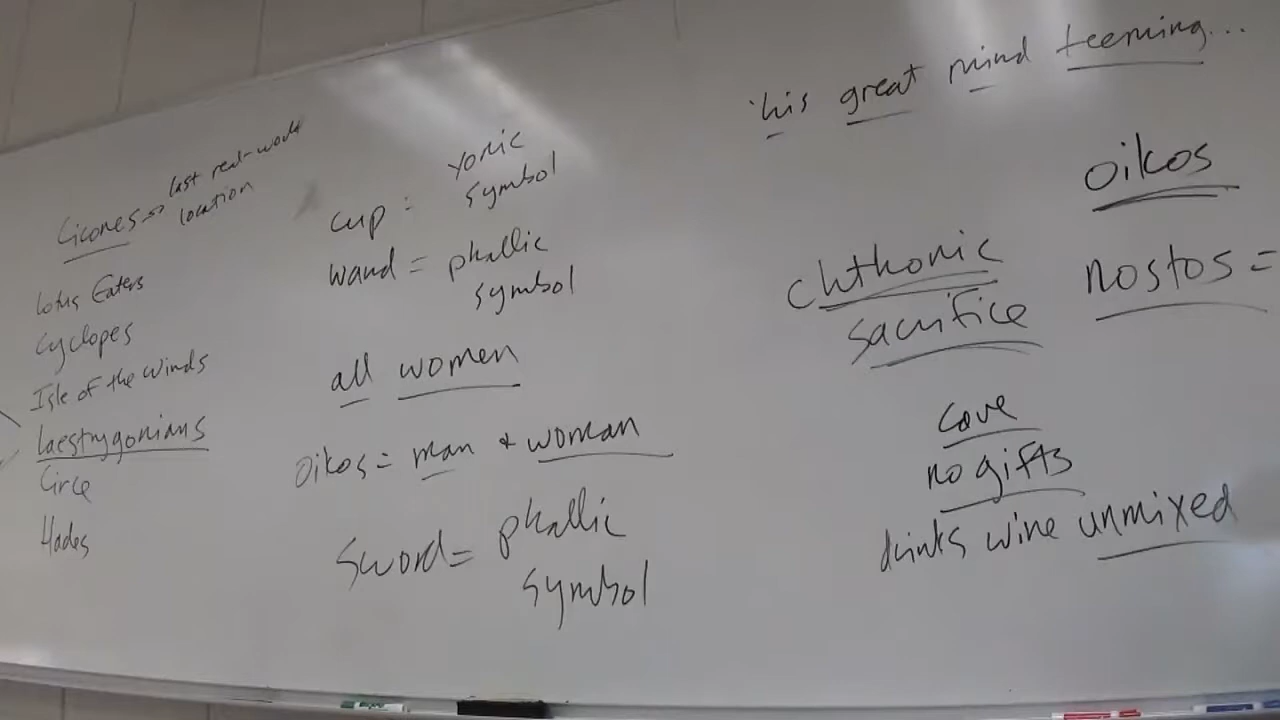 Cicones => last real-world
location
Lotus Eaters
Cyclopes
Isle of the Winds
Laestrygonians
Circe
Hades
cup = yonic
symbol
wand = phallic
symbol
all women
oikos = man + woman
sword = phallic
symbol
"his great mind teeming...
oikos
chthonic
sacrifice
nostos =
cave
no gifts
drinks wine unmixed